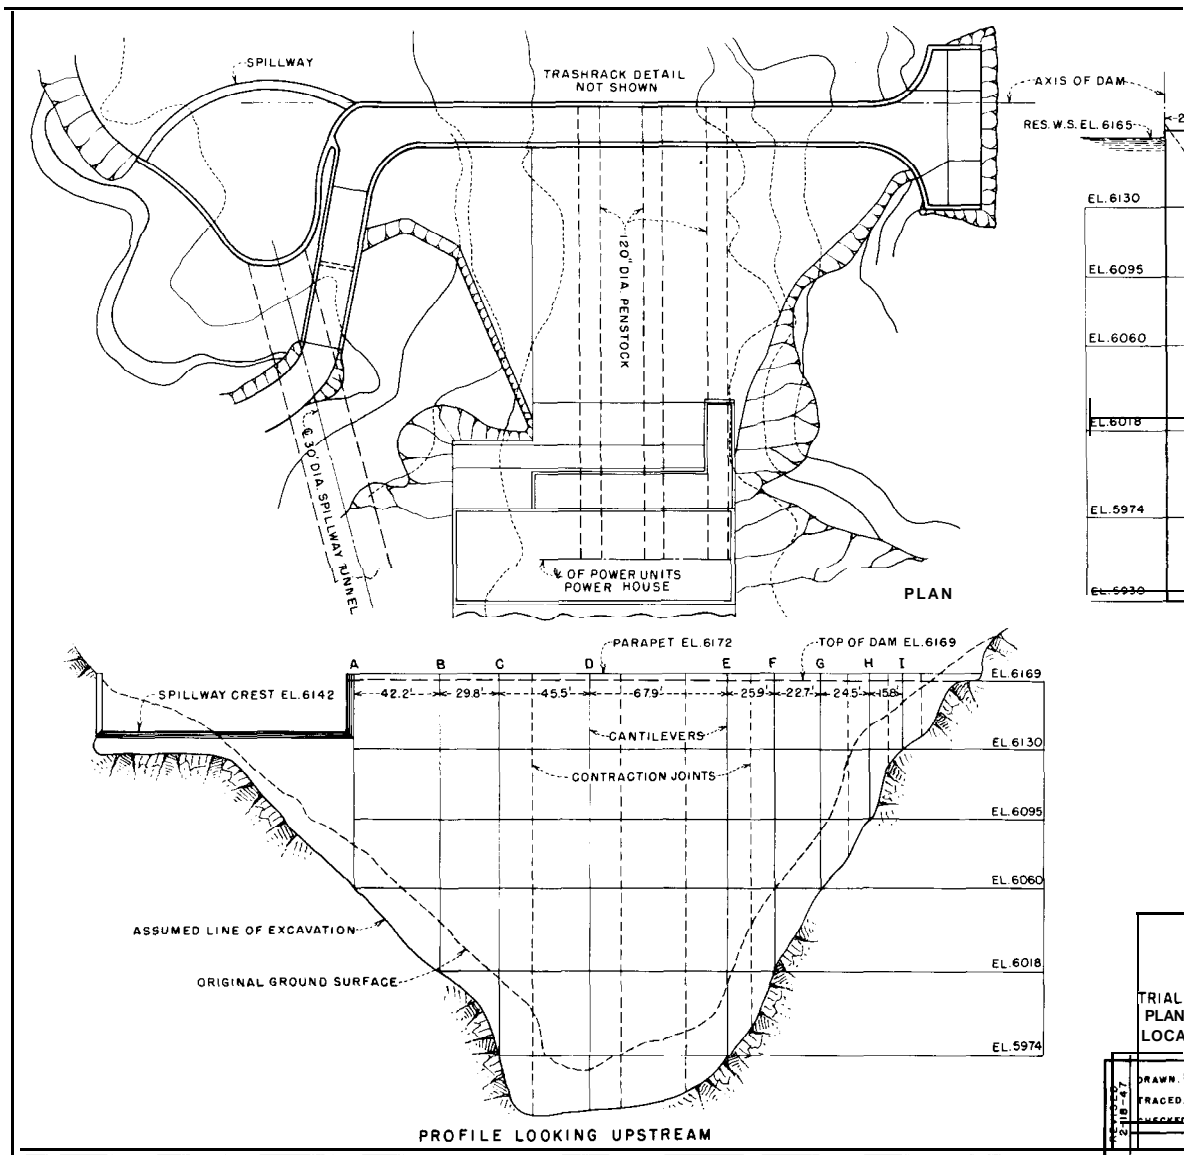 SPILLWAY
TRASHRACK DETAIL
NOT SHOWN
AXIS OF DAM
RES. W.S. EL. 6165
2
EL. 6130
EL. 6095
EL. 6060
EL. 6018
EL. 5974
EL. 5930
120" DIA. PENSTOCK
℄ 30' DIA. SPILLWAY TUNNEL
℄ OF POWER UNITS
POWER HOUSE
PLAN
PARAPET EL. 6172
TOP OF DAM EL. 6169
A B C D E F G H I
EL. 6169
SPILLWAY CREST EL. 6142
42.2' 29.8' 45.5' 67.9' 25.9' 22.7' 24.5' 15.8'
CANTILEVERS
EL. 6130
CONTRACTION JOINTS
EL. 6095
EL. 6060
ASSUMED LINE OF EXCAVATION
EL. 6018
ORIGINAL GROUND SURFACE
EL. 5974
PROFILE LOOKING UPSTREAM
TRIAL
PLAN
LOCA
DRAWN.
TRACED.
CHECKED
REVISED
2-18-47